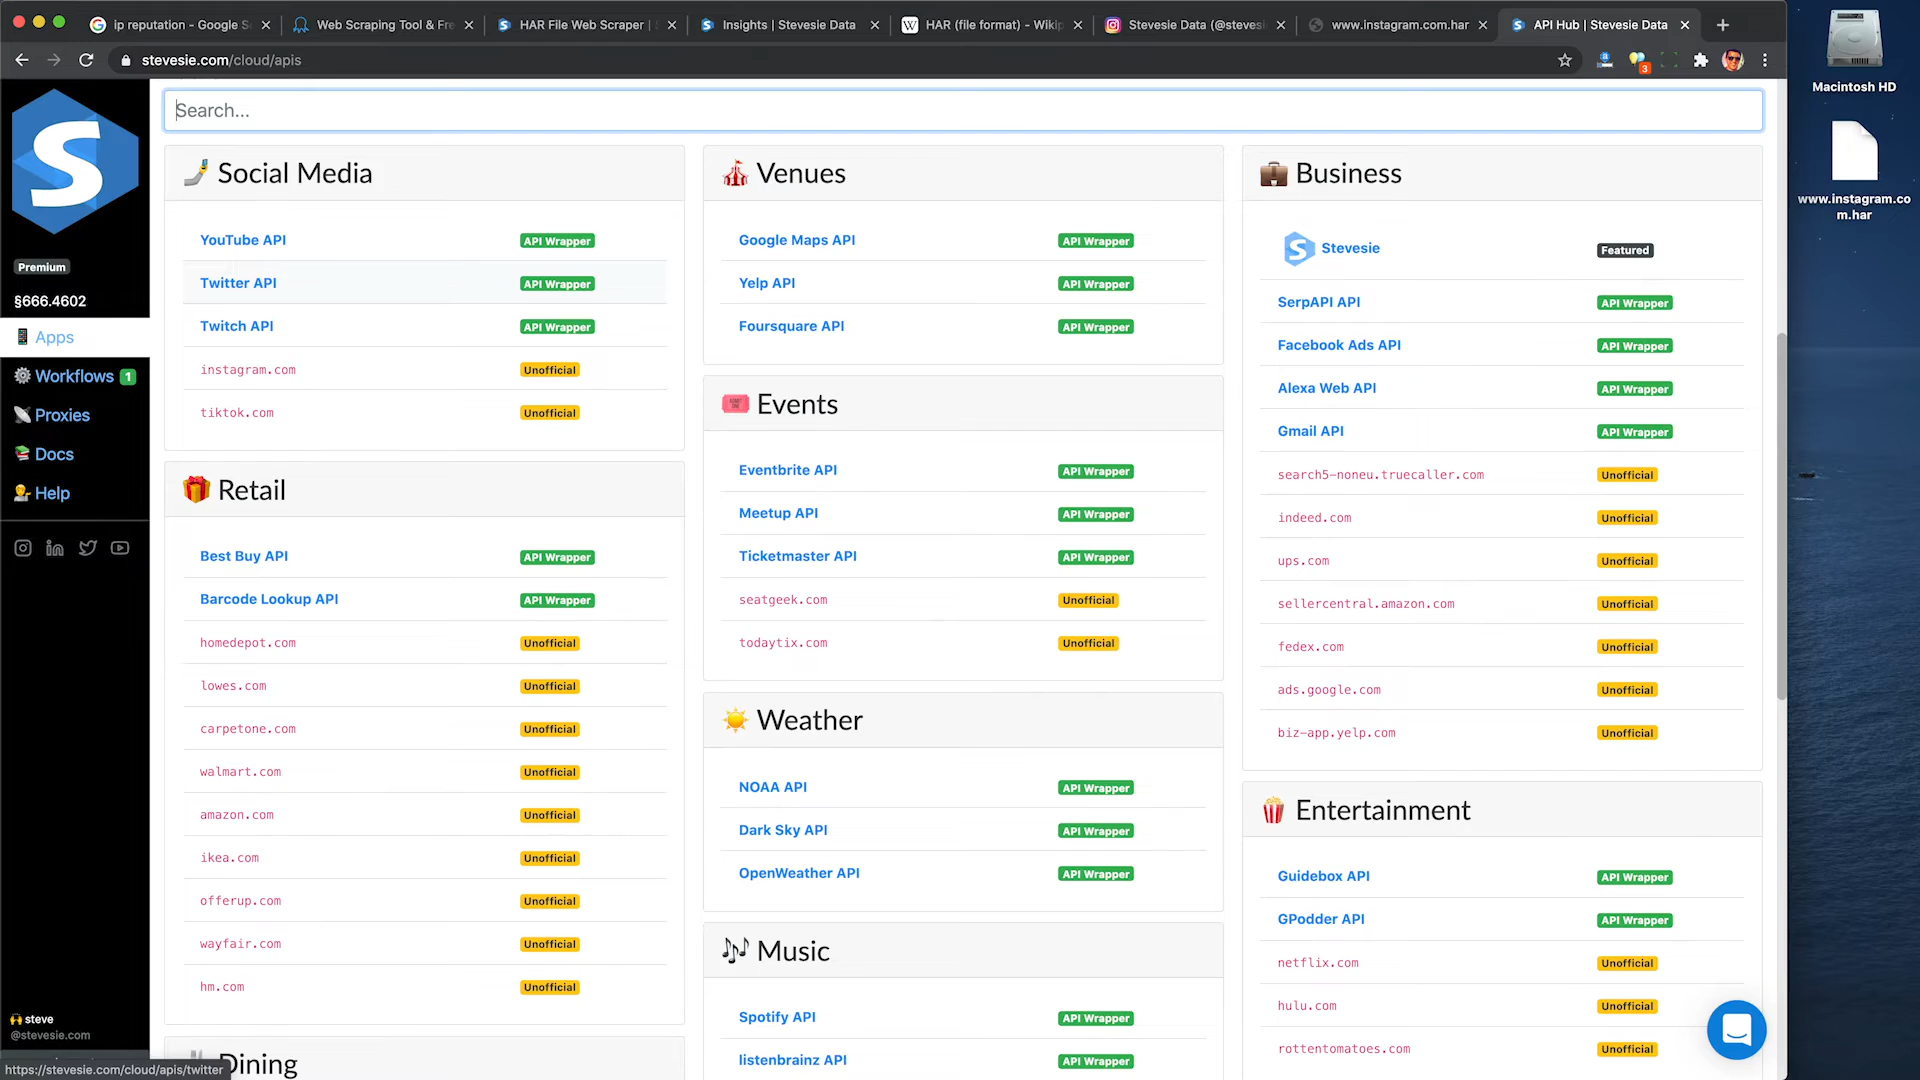 ip reputation - Google S
Web Scraping Tool & Fre
HAR File Web Scraper |
Insights | Stevesie Data
HAR (file format) - Wikip
Stevesie Data (@steves
www.instagram.com.har
API Hub | Stevesie Data
stevesie.com/cloud/apis
3
Macintosh HD
www.instagram.co
m.har
S
Premium
§666.4602
Apps
Workflows 1
Proxies
Docs
Help
steve
@stevesie.com
https://stevesie.com/cloud/apis/twitter
Search...
Social Media
YouTube API API Wrapper
Twitter API API Wrapper
Twitch API API Wrapper
instagram.com Unofficial
tiktok.com Unofficial
Retail
Best Buy API API Wrapper
Barcode Lookup API API Wrapper
homedepot.com Unofficial
lowes.com Unofficial
carpetone.com Unofficial
walmart.com Unofficial
amazon.com Unofficial
ikea.com Unofficial
offerup.com Unofficial
wayfair.com Unofficial
hm.com Unofficial
Dining
Venues
Google Maps API API Wrapper
Yelp API API Wrapper
Foursquare API API Wrapper
Events
Eventbrite API API Wrapper
Meetup API API Wrapper
Ticketmaster API API Wrapper
seatgeek.com Unofficial
todaytix.com Unofficial
Weather
NOAA API API Wrapper
Dark Sky API API Wrapper
OpenWeather API API Wrapper
Music
Spotify API API Wrapper
listenbrainz API API Wrapper
Business
Stevesie Featured
SerpAPI API API Wrapper
Facebook Ads API API Wrapper
Alexa Web API API Wrapper
Gmail API API Wrapper
search5-noneu.truecaller.com Unofficial
indeed.com Unofficial
ups.com Unofficial
sellercentral.amazon.com Unofficial
fedex.com Unofficial
ads.google.com Unofficial
biz-app.yelp.com Unofficial
Entertainment
Guidebox API API Wrapper
GPodder API API Wrapper
netflix.com Unofficial
hulu.com Unofficial
rottentomatoes.com Unofficial